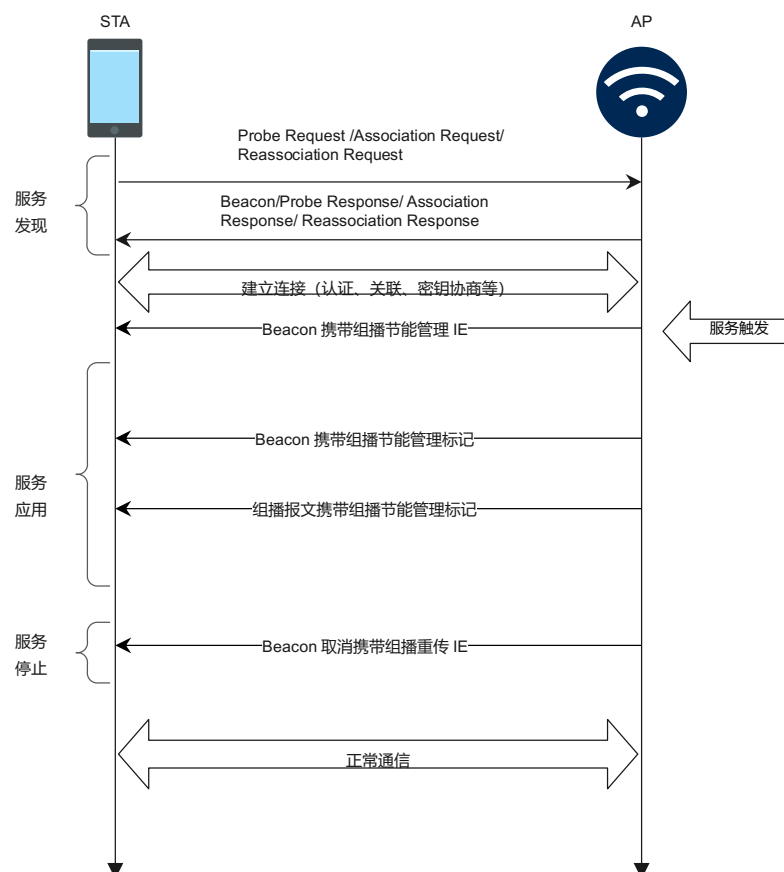 STA
AP
Probe Request /Association Request/
Reassociation Request
服务
发现
Beacon/Probe Response/ Association
Response/ Reassociation Response
建立连接（认证、关联、密钥协商等）
Beacon 携带组播节能管理 IE
服务触发
Beacon 携带组播节能管理标记
服务
应用
组播报文携带组播节能管理标记
服务
停止
Beacon 取消携带组播重传 IE
正常通信